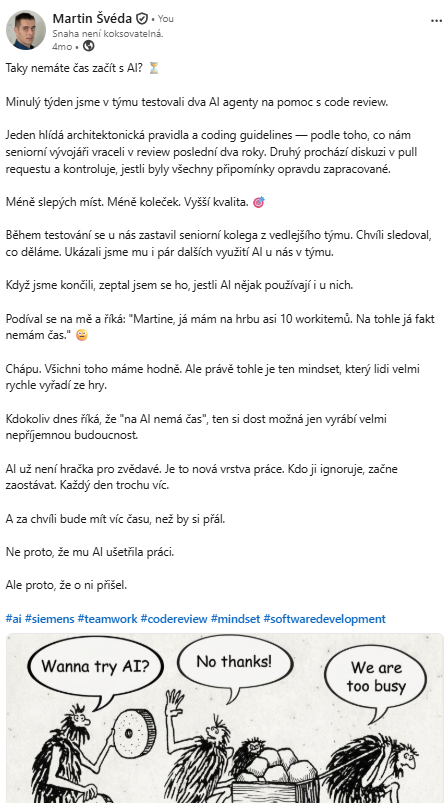 Martin Švéda • You
Snaha není koksovatelná.
4mo •
Taky nemáte čas začít s AI? ⏳
Minulý týden jsme v týmu testovali dva AI agenty na pomoc s code review.
Jeden hlídá architektonická pravidla a coding guidelines — podle toho, co nám
seniorní vývojáři vraceli v review poslední dva roky. Druhý prochází diskuzi v pull
requestu a kontroluje, jestli byly všechny připomínky opravdu zapracované.
Méně slepých míst. Méně koleček. Vyšší kvalita. 🎯
Během testování se u nás zastavil seniorní kolega z vedlejšího týmu. Chvíli sledoval,
co děláme. Ukázali jsme mu i pár dalších využití AI u nás v týmu.
Když jsme končili, zeptal jsem se ho, jestli AI nějak používají i u nich.
Podíval se na mě a říká: "Martine, já mám na hrbu asi 10 workitemů. Na tohle já fakt
nemám čas." 😅
Chápu. Všichni toho máme hodně. Ale právě tohle je ten mindset, který lidi velmi
rychle vyřadí ze hry.
Kdokoliv dnes říká, že "na AI nemá čas", ten si dost možná jen vyrábí velmi
nepříjemnou budoucnost.
AI už není hračka pro zvědavé. Je to nová vrstva práce. Kdo ji ignoruje, začne
zaostávat. Každý den trochu víc.
A za chvíli bude mít víc času, než by si přál.
Ne proto, že mu AI ušetřila práci.
Ale proto, že o ni přišel.
#ai #siemens #teamwork #codereview #mindset #softwaredevelopment
Wanna try AI?
No thanks!
We are
too busy